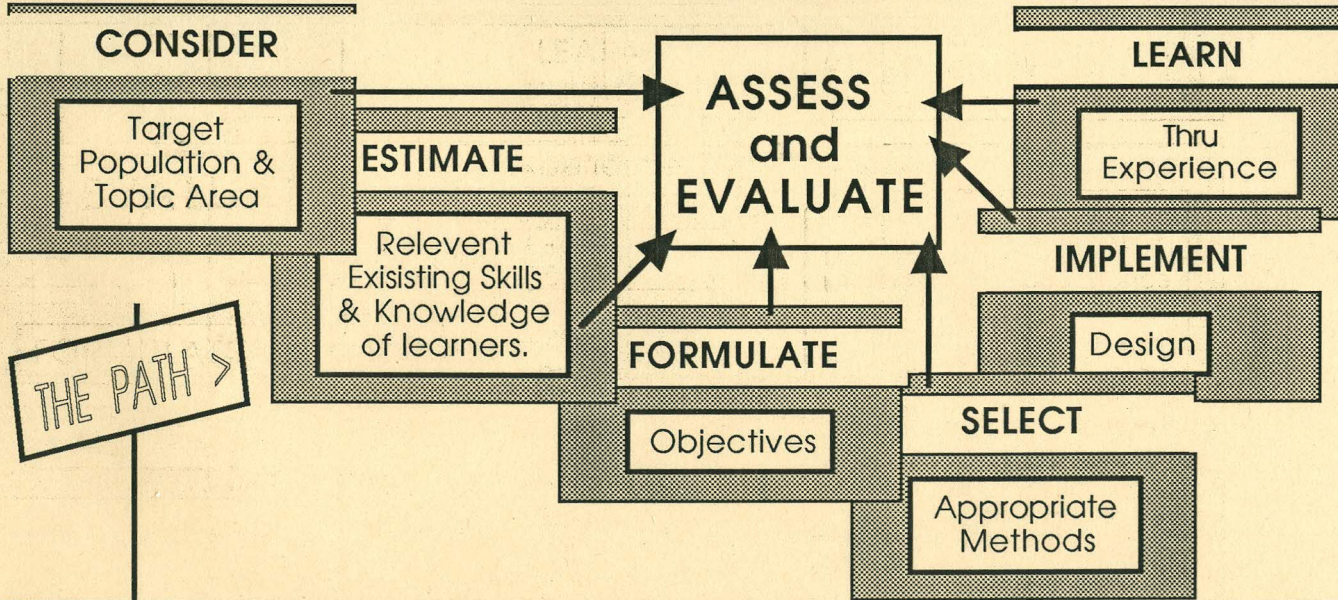 CONSIDER
Target
Population &
Topic Area
ESTIMATE
Relevent
Exisisting Skills
& Knowledge
of learners.
THE PATH >
FORMULATE
Objectives
SELECT
Appropriate
Methods
IMPLEMENT
Design
LEARN
Thru
Experience
ASSESS
and
EVALUATE